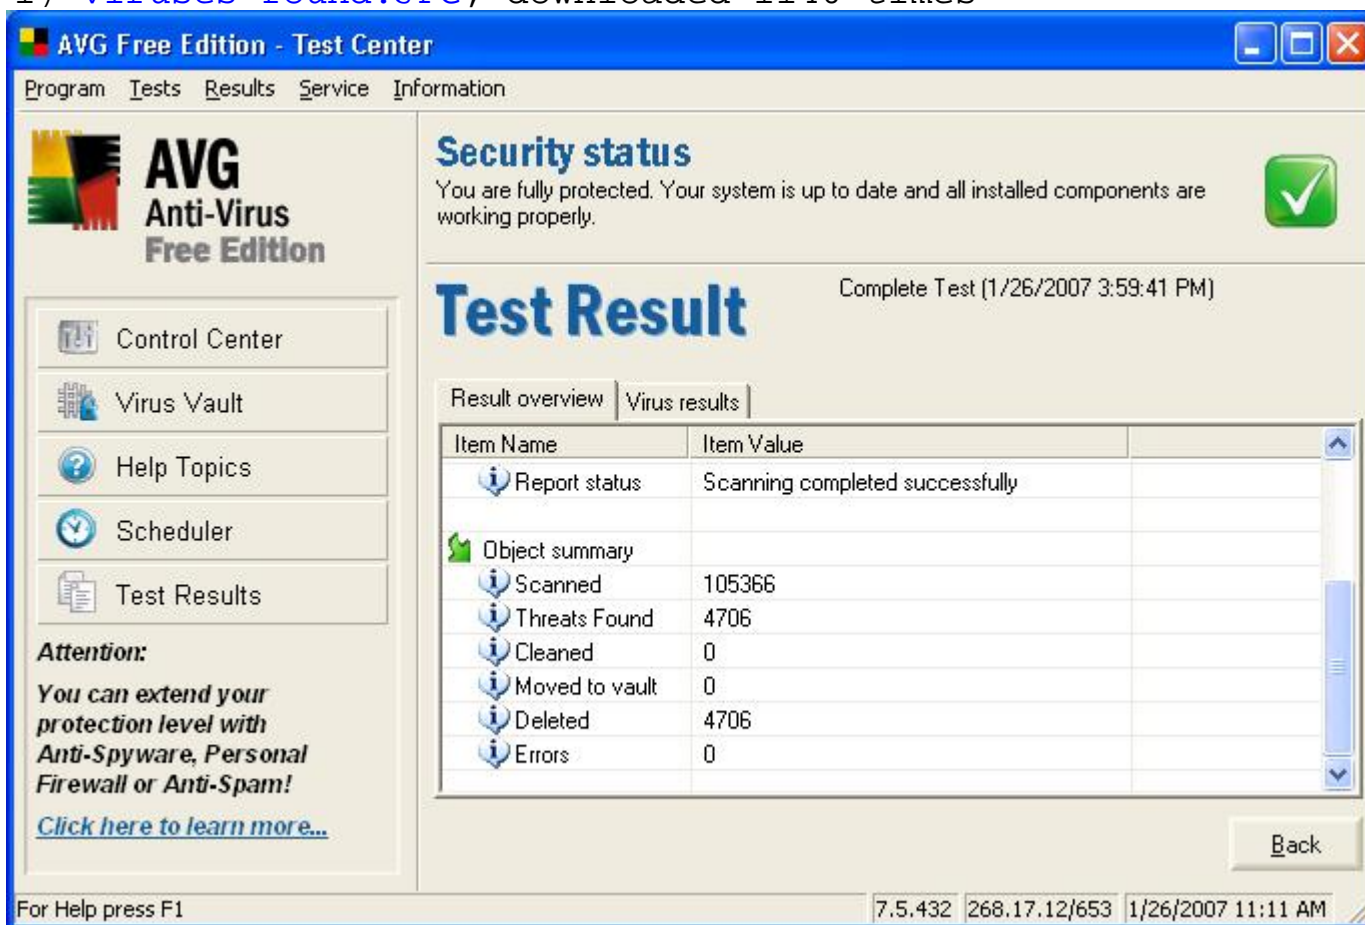 AVG Free Edition - Test Center
Program Tests Results Service Information
AVG
Anti-Virus
Free Edition
Control Center
Virus Vault
Help Topics
Scheduler
Test Results
Attention:
You can extend your
protection level with
Anti-Spyware, Personal
Firewall or Anti-Spam!
Click here to learn more...
Security status
You are fully protected. Your system is up to date and all installed components are
working properly.
Test Result
Complete Test (1/26/2007 3:59:41 PM)
Result overview Virus results
Item Name Item Value
Report status Scanning completed successfully
Object summary
Scanned 105366
Threats Found 4706
Cleaned 0
Moved to vault 0
Deleted 4706
Errors 0
Back
For Help press F1 7.5.432 268.17.12/653 1/26/2007 11:11 AM